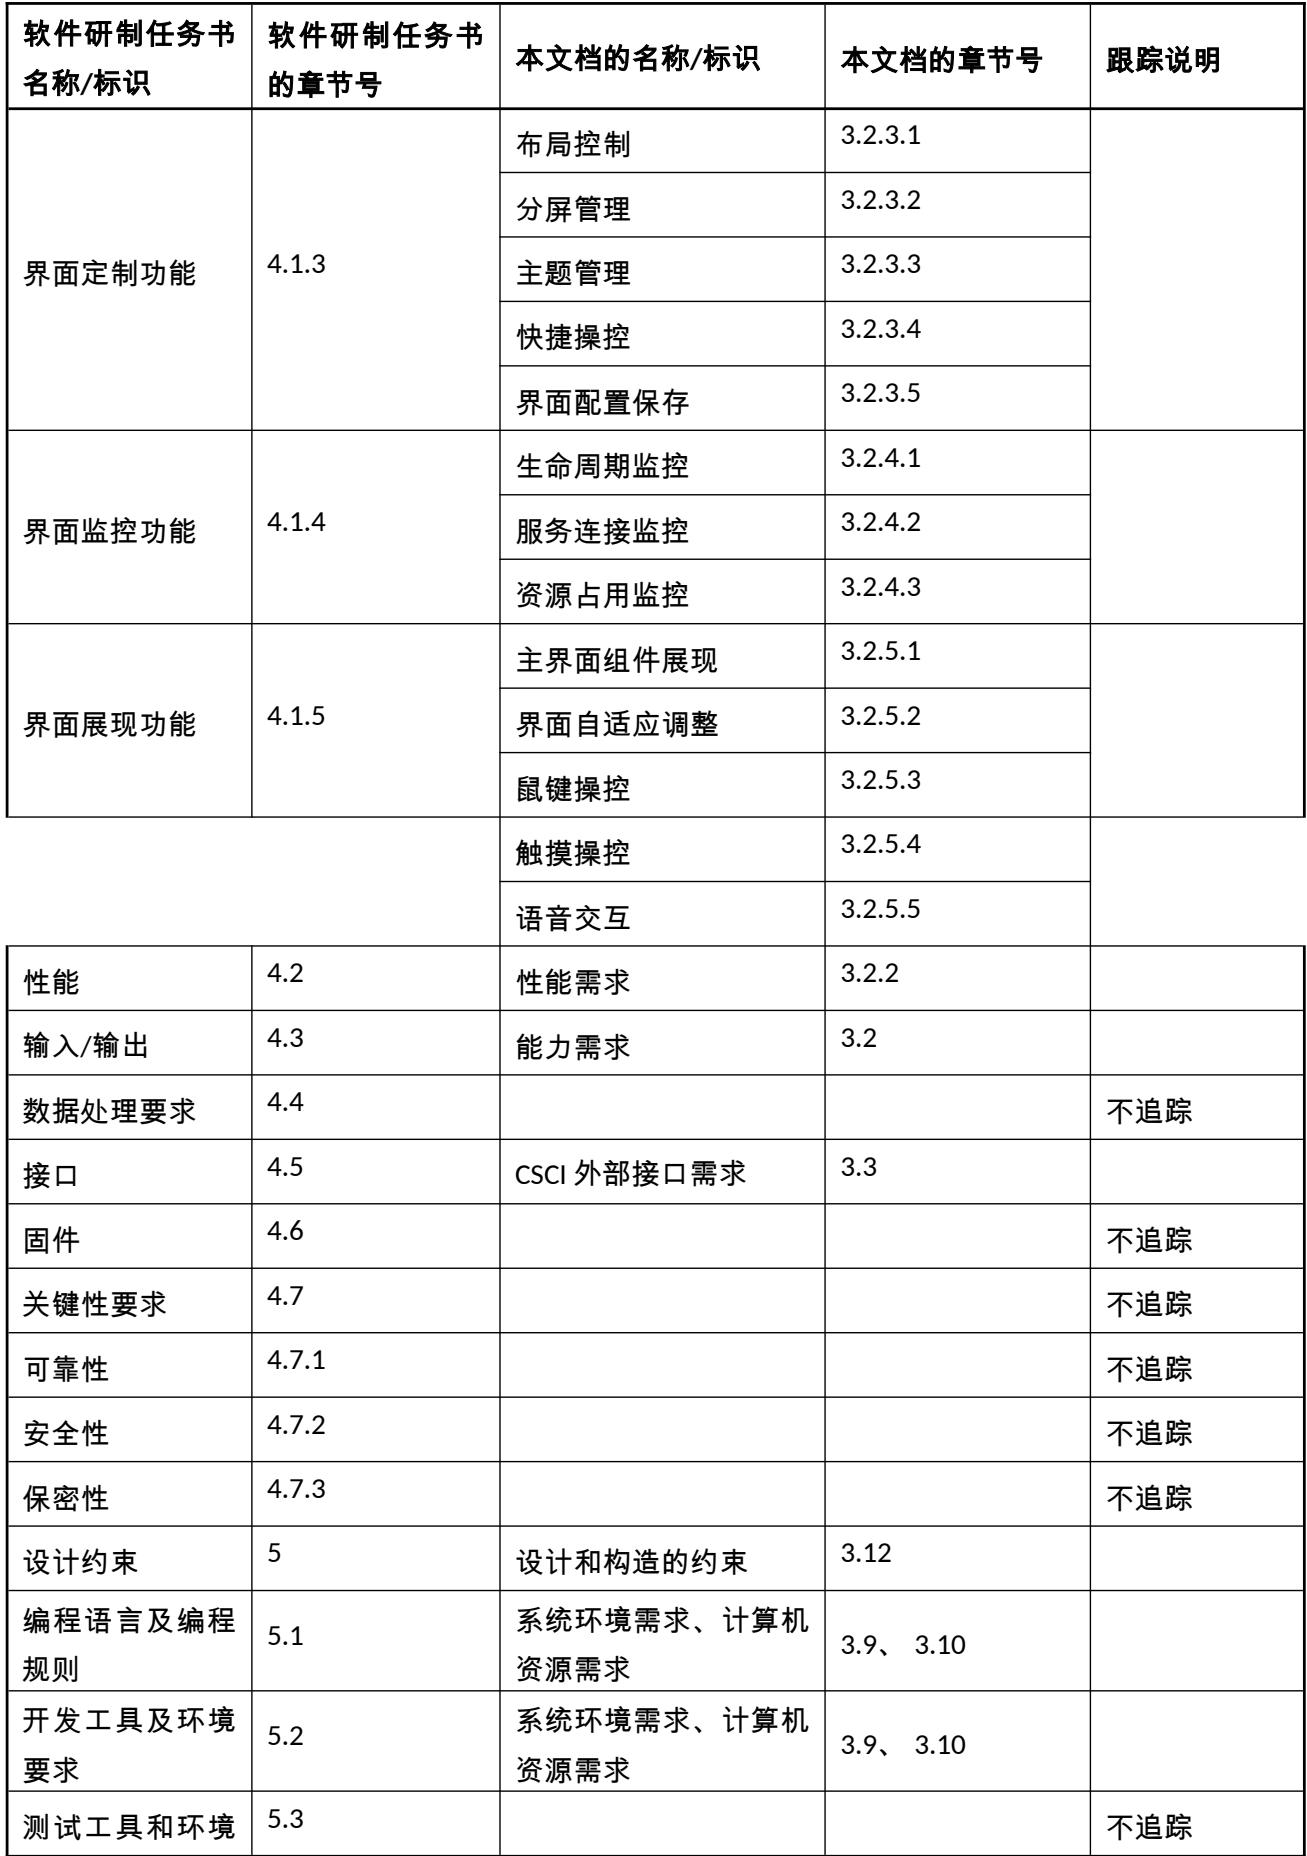 软件研制任务书名称/标识 软件研制任务书的章节号 本文档的名称/标识 本文档的章节号 跟踪说明
界面定制功能 4.1.3 布局控制 3.2.3.1
分屏管理 3.2.3.2
主题管理 3.2.3.3
快捷操控 3.2.3.4
界面配置保存 3.2.3.5
界面监控功能 4.1.4 生命周期监控 3.2.4.1
服务连接监控 3.2.4.2
资源占用监控 3.2.4.3
界面展现功能 4.1.5 主界面组件展现 3.2.5.1
界面自适应调整 3.2.5.2
鼠键操控 3.2.5.3
触摸操控 3.2.5.4
语音交互 3.2.5.5
性能 4.2 性能需求 3.2.2
输入/输出 4.3 能力需求 3.2
数据处理要求 4.4 不追踪
接口 4.5 CSCI 外部接口需求 3.3
固件 4.6 不追踪
关键性要求 4.7 不追踪
可靠性 4.7.1 不追踪
安全性 4.7.2 不追踪
保密性 4.7.3 不追踪
设计约束 5 设计和构造的约束 3.12
编程语言及编程规则 5.1 系统环境需求、计算机资源需求 3.9、 3.10
开发工具及环境要求 5.2 系统环境需求、计算机资源需求 3.9、 3.10
测试工具和环境 5.3 不追踪